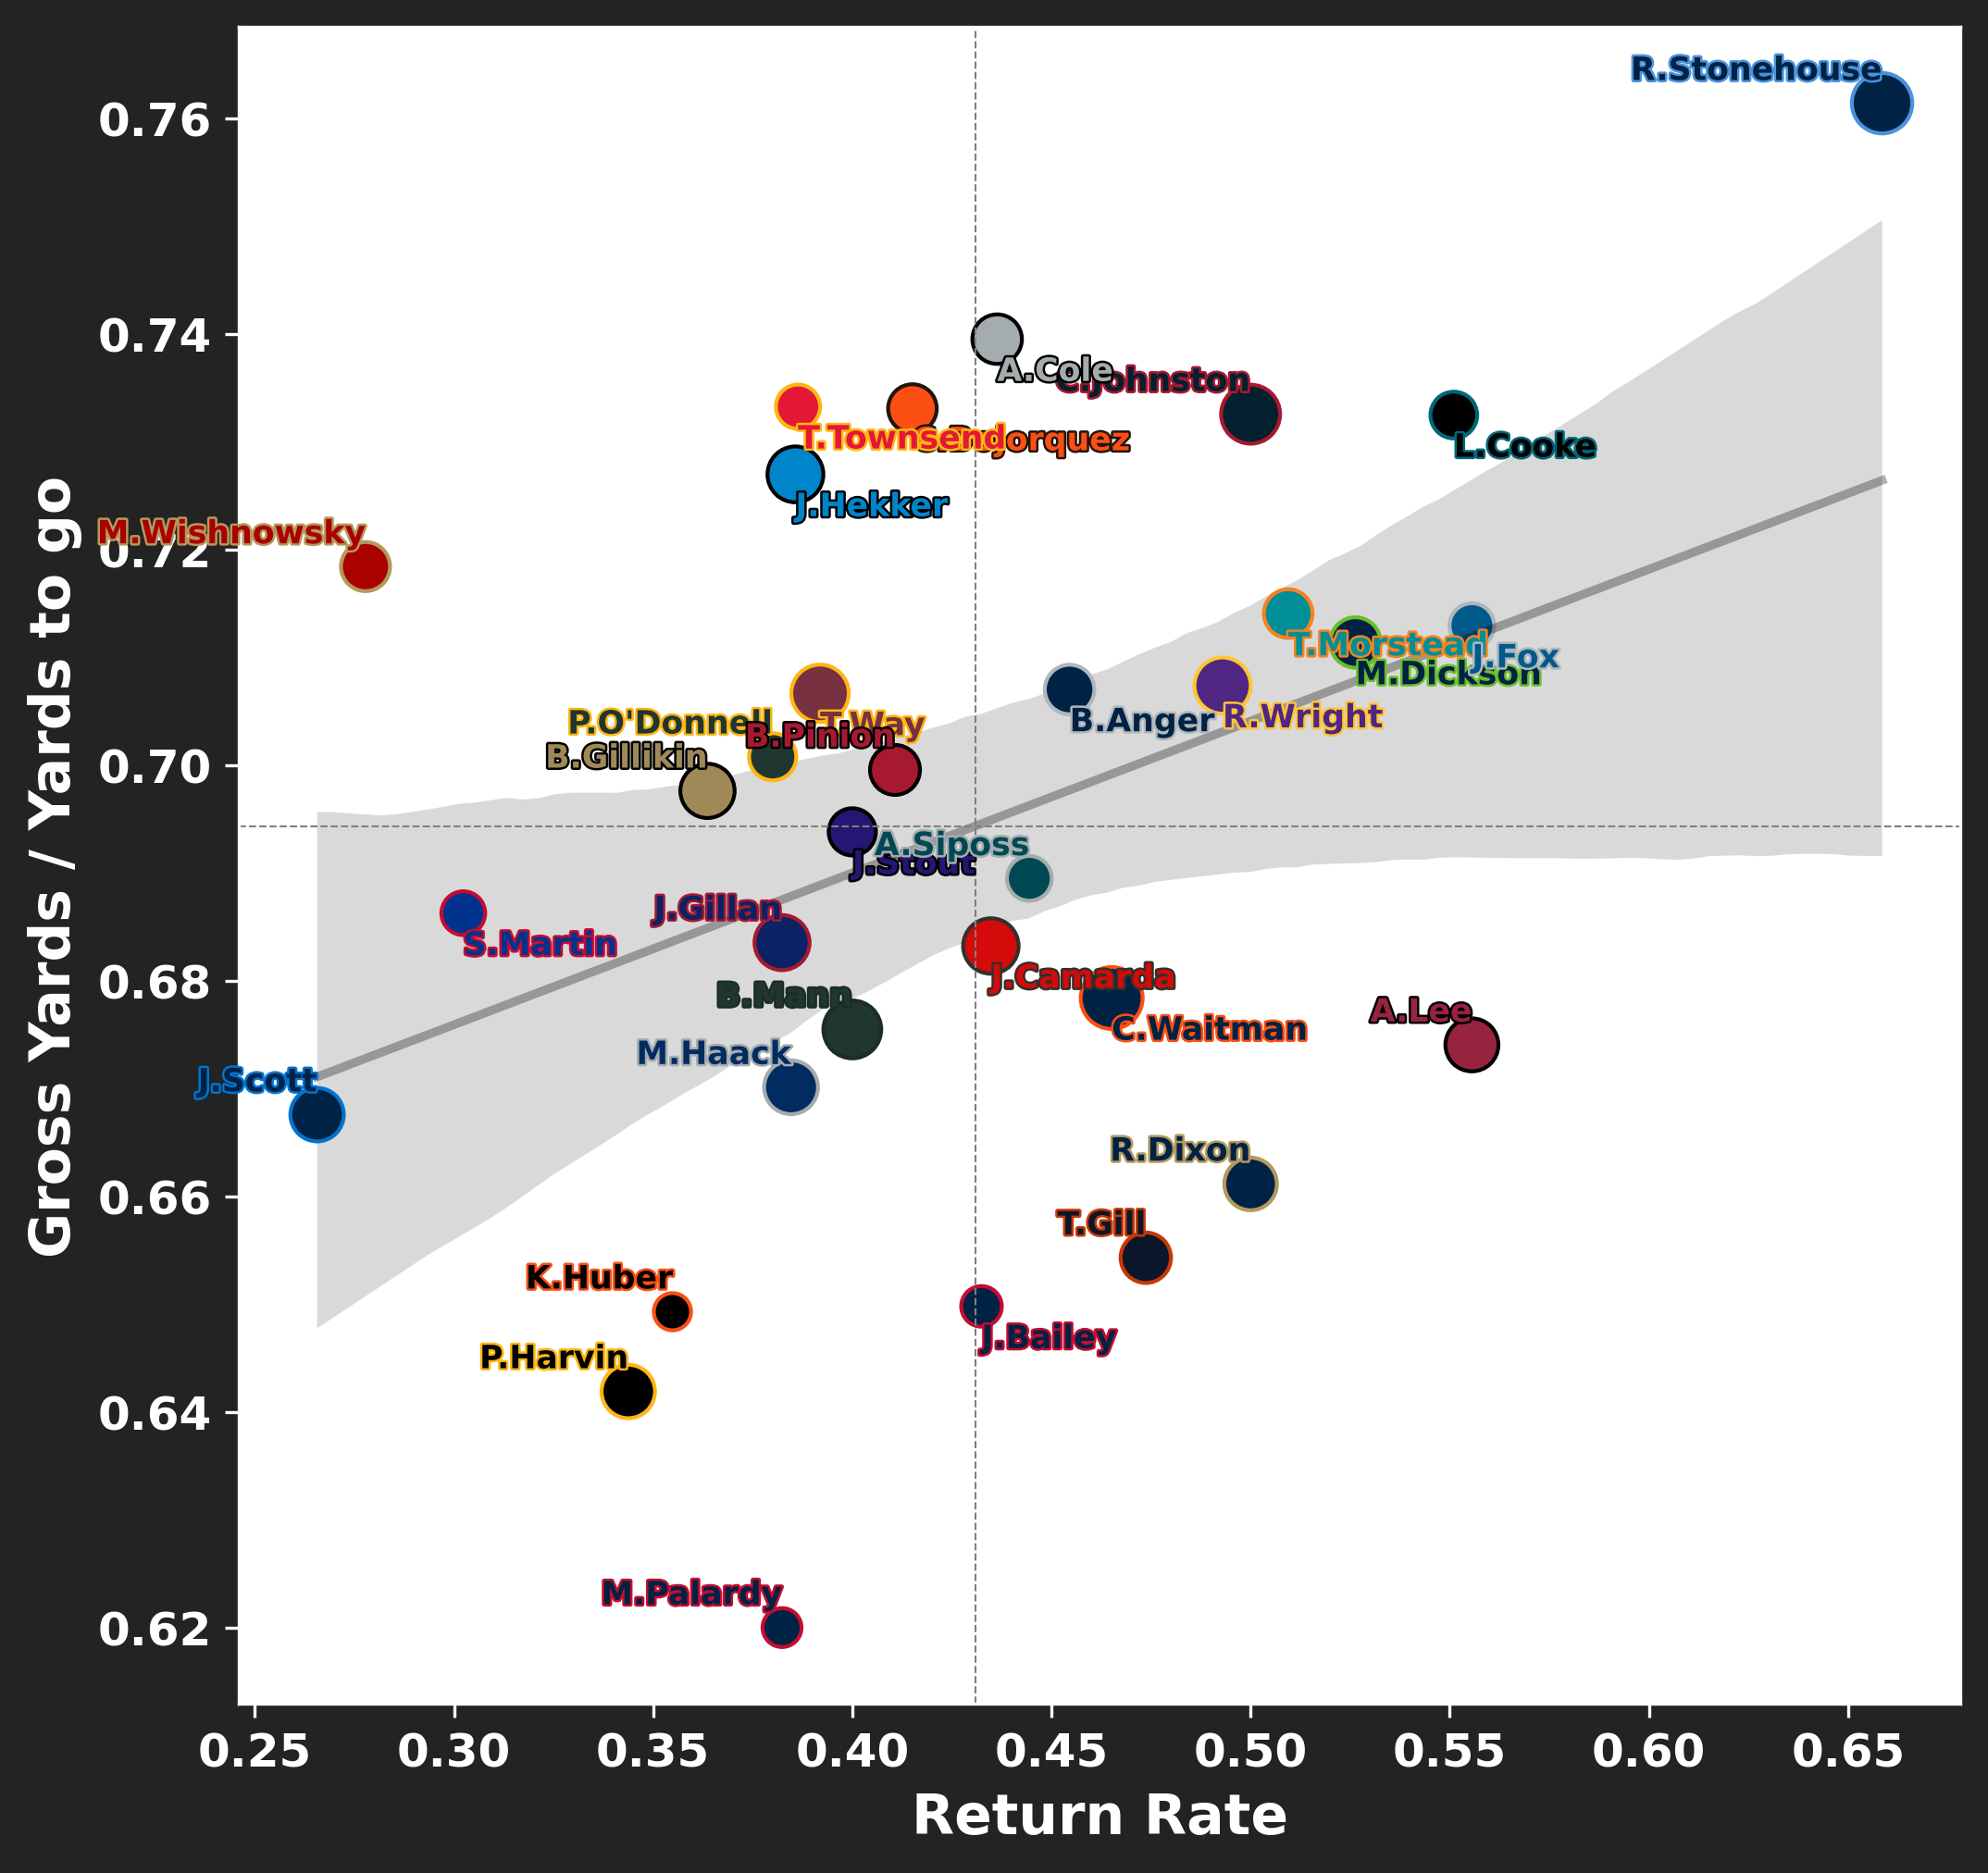 R.Stonehouse
0.76
0.74
A.Cole
C.Johnston
T.Townsend
L.Cooke
J.Hekker
M.Wishnowsky
0.72
T.Morstead
J.Fox
M.Dickson
P.O'Donnell
T.Way
B.Pinion
B.Anger
R.Wright
B.Gillikin
0.70
A.Siposs
J.Stout
J.Gillan
S.Martin
J.Camarda
0.68
B.Mann
A.Lee
C.Waitman
M.Haack
J.Scott
R.Dixon
0.66
T.Gill
K.Huber
J.Bailey
P.Harvin
0.64
M.Palardy
0.62
Gross Yards / Yards to go
0.25 0.30 0.35 0.40 0.45 0.50 0.55 0.60 0.65
Return Rate